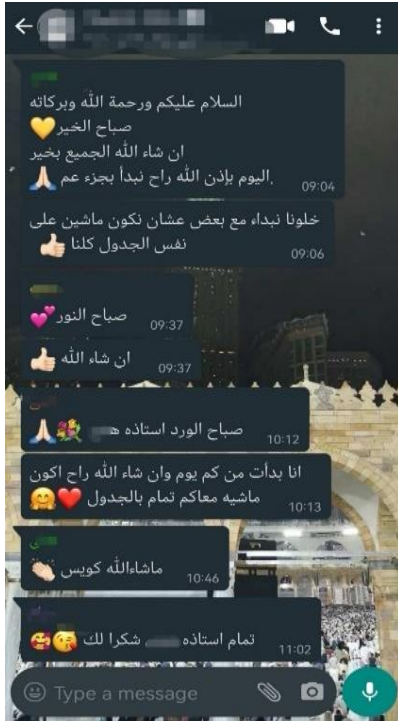 السلام عليكم ورحمة الله وبركاته
صباح الخير💛
ان شاء الله الجميع بخير
اليوم بإذن الله راح نبدأ بجزء عم 🙏🏻
09:04
خلونا نبداء مع بعض عشان نكون ماشين على
نفس الجدول كلنا 👍🏻
09:06
صباح النور💕
09:37
ان شاء الله 👍🏻
09:37
صباح الورد استاذه هـ 💐🙏🏻
10:12
انا بدأت من كم يوم وان شاء الله راح اكون
ماشيه معاكم تمام بالجدول ❤️🤗
10:13
ماشاءالله كويس 👏🏻
10:46
تمام استاذه شكرا لك 😘🥰
11:02
Type a message